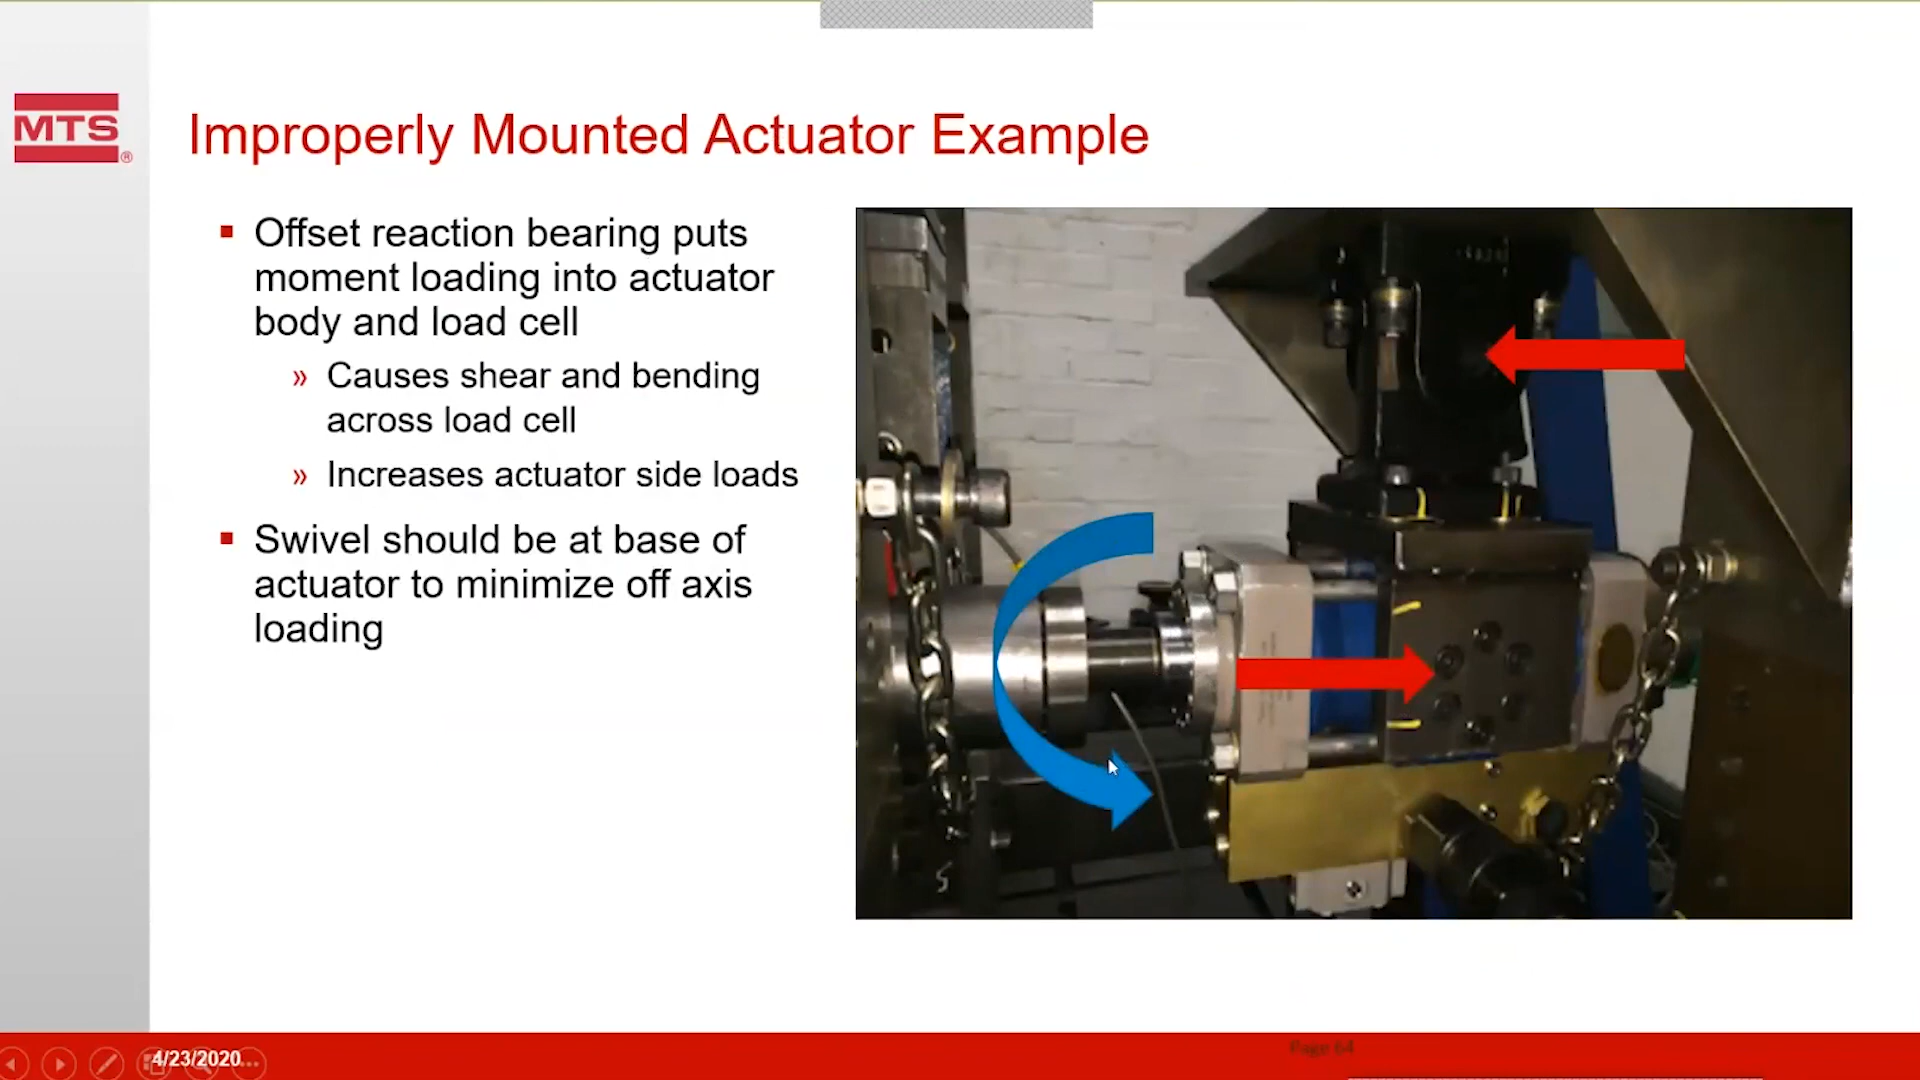 MTS
®
Improperly Mounted Actuator Example
▪ Offset reaction bearing puts
moment loading into actuator
body and load cell
» Causes shear and bending
across load cell
» Increases actuator side loads
▪ Swivel should be at base of
actuator to minimize off axis
loading
4/23/2020
Page 64